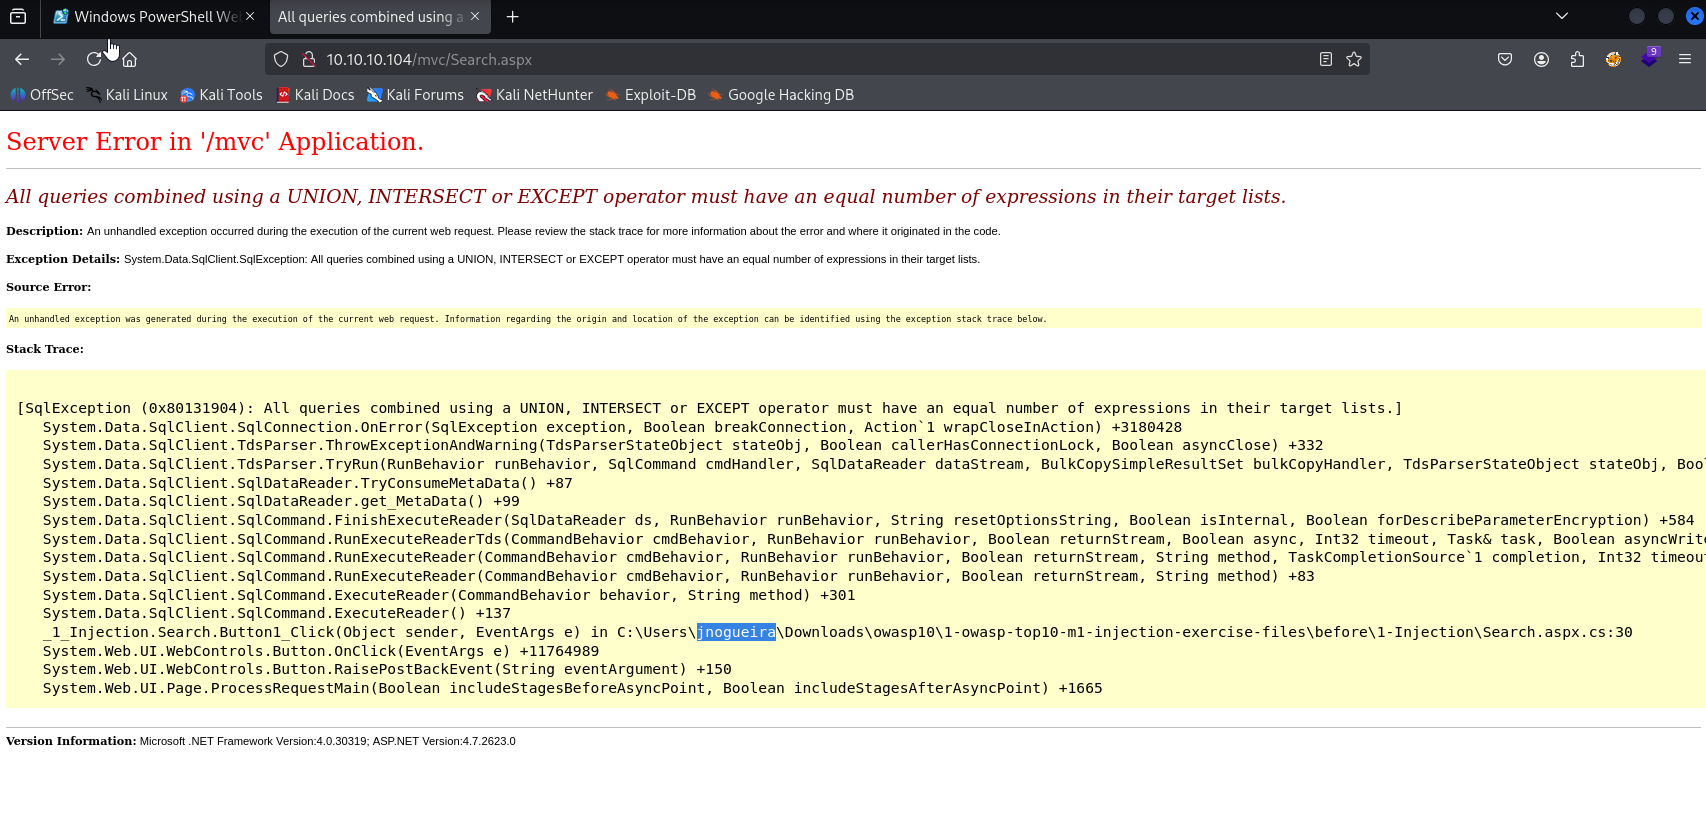 Windows PowerShell We
All queries combined using a
10.10.10.104/mvc/Search.aspx
9
OffSec
Kali Linux
Kali Tools
Kali Docs
Kali Forums
Kali NetHunter
Exploit-DB
Google Hacking DB
Server Error in '/mvc' Application.
All queries combined using a UNION, INTERSECT or EXCEPT operator must have an equal number of expressions in their target lists.
Description: An unhandled exception occurred during the execution of the current web request. Please review the stack trace for more information about the error and where it originated in the code.
Exception Details: System.Data.SqlClient.SqlException: All queries combined using a UNION, INTERSECT or EXCEPT operator must have an equal number of expressions in their target lists.
Source Error:
An unhandled exception was generated during the execution of the current web request. Information regarding the origin and location of the exception can be identified using the exception stack trace below.
Stack Trace:
[SqlException (0x80131904): All queries combined using a UNION, INTERSECT or EXCEPT operator must have an equal number of expressions in their target lists.]
System.Data.SqlClient.SqlConnection.OnError(SqlException exception, Boolean breakConnection, Action`1 wrapCloseInAction) +3180428
System.Data.SqlClient.TdsParser.ThrowExceptionAndWarning(TdsParserStateObject stateObj, Boolean callerHasConnectionLock, Boolean asyncClose) +332
System.Data.SqlClient.TdsParser.TryRun(RunBehavior runBehavior, SqlCommand cmdHandler, SqlDataReader dataStream, BulkCopySimpleResultSet bulkCopyHandler, TdsParserStateObject stateObj, Boo
System.Data.SqlClient.SqlDataReader.TryConsumeMetaData() +87
System.Data.SqlClient.SqlDataReader.get_MetaData() +99
System.Data.SqlClient.SqlCommand.FinishExecuteReader(SqlDataReader ds, RunBehavior runBehavior, String resetOptionsString, Boolean isInternal, Boolean forDescribeParameterEncryption) +584
System.Data.SqlClient.SqlCommand.RunExecuteReaderTds(CommandBehavior cmdBehavior, RunBehavior runBehavior, Boolean returnStream, Boolean async, Int32 timeout, Task& task, Boolean asyncWrit
System.Data.SqlClient.SqlCommand.RunExecuteReader(CommandBehavior cmdBehavior, RunBehavior runBehavior, Boolean returnStream, String method, TaskCompletionSource`1 completion, Int32 timeou
System.Data.SqlClient.SqlCommand.RunExecuteReader(CommandBehavior cmdBehavior, RunBehavior runBehavior, Boolean returnStream, String method) +83
System.Data.SqlClient.SqlCommand.ExecuteReader(CommandBehavior behavior, String method) +301
System.Data.SqlClient.SqlCommand.ExecuteReader() +137
_1_Injection.Search.Button1_Click(Object sender, EventArgs e) in C:\Users\jnogueira\Downloads\owasp10\1-owasp-top10-m1-injection-exercise-files\before\1-Injection\Search.aspx.cs:30
System.Web.UI.WebControls.Button.OnClick(EventArgs e) +11764989
System.Web.UI.WebControls.Button.RaisePostBackEvent(String eventArgument) +150
System.Web.UI.Page.ProcessRequestMain(Boolean includeStagesBeforeAsyncPoint, Boolean includeStagesAfterAsyncPoint) +1665
Version Information: Microsoft .NET Framework Version:4.0.30319; ASP.NET Version:4.7.2623.0